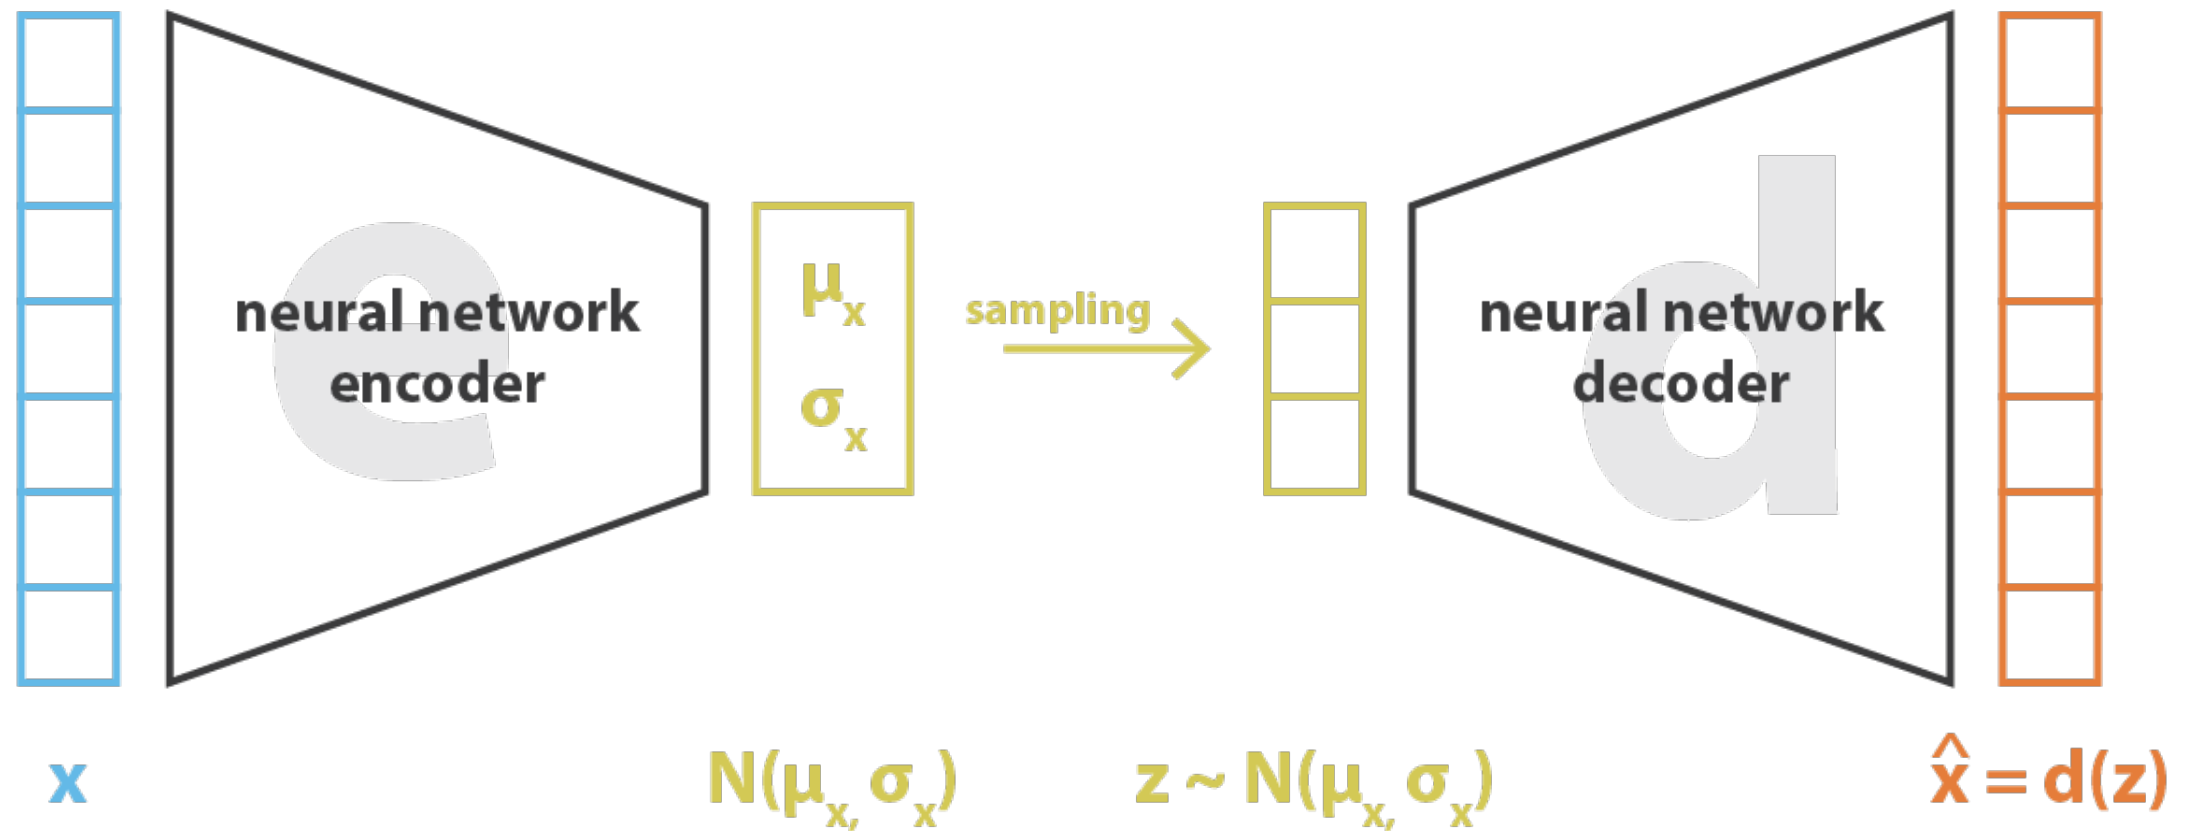 e
neural network
encoder
μx
σx
sampling
d
neural network
decoder
x
N(μx, σx)
z ~ N(μx, σx)
x̂ = d(z)